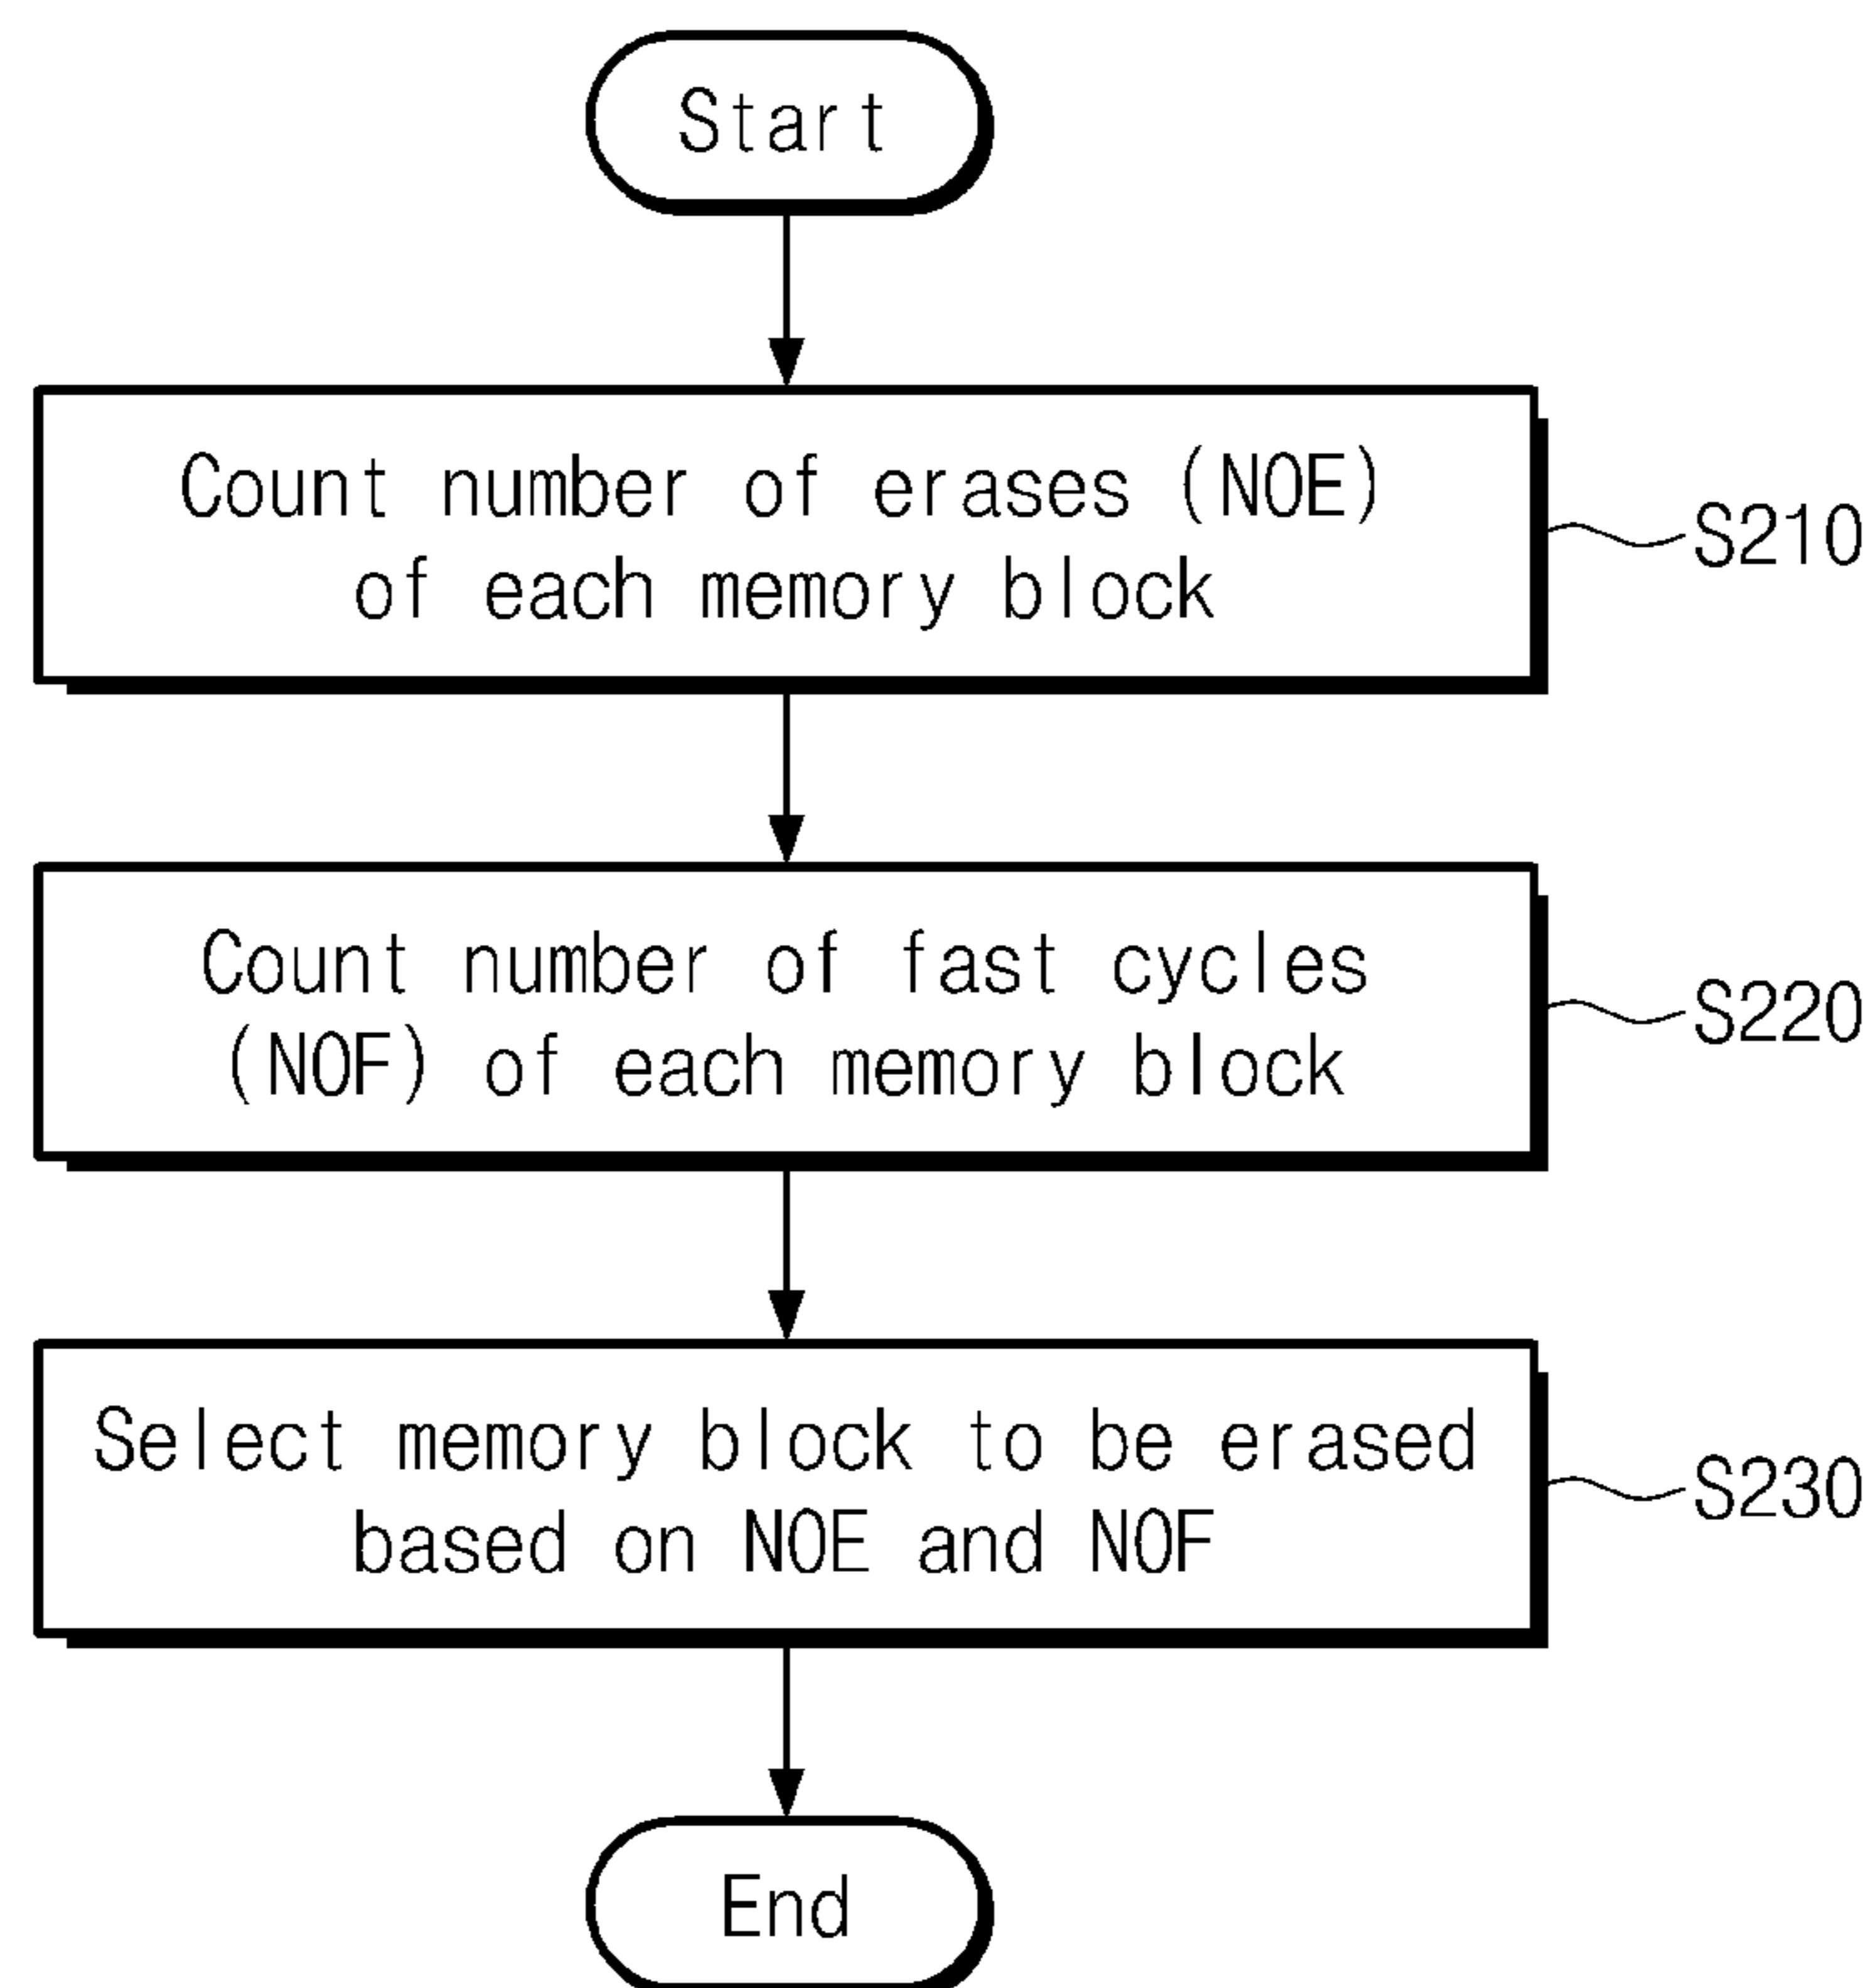 Start
Count number of erases (NOE)
of each memory block
S210
Count number of fast cycles
(NOF) of each memory block
S220
Select memory block to be erased
based on NOE and NOF
S230
End